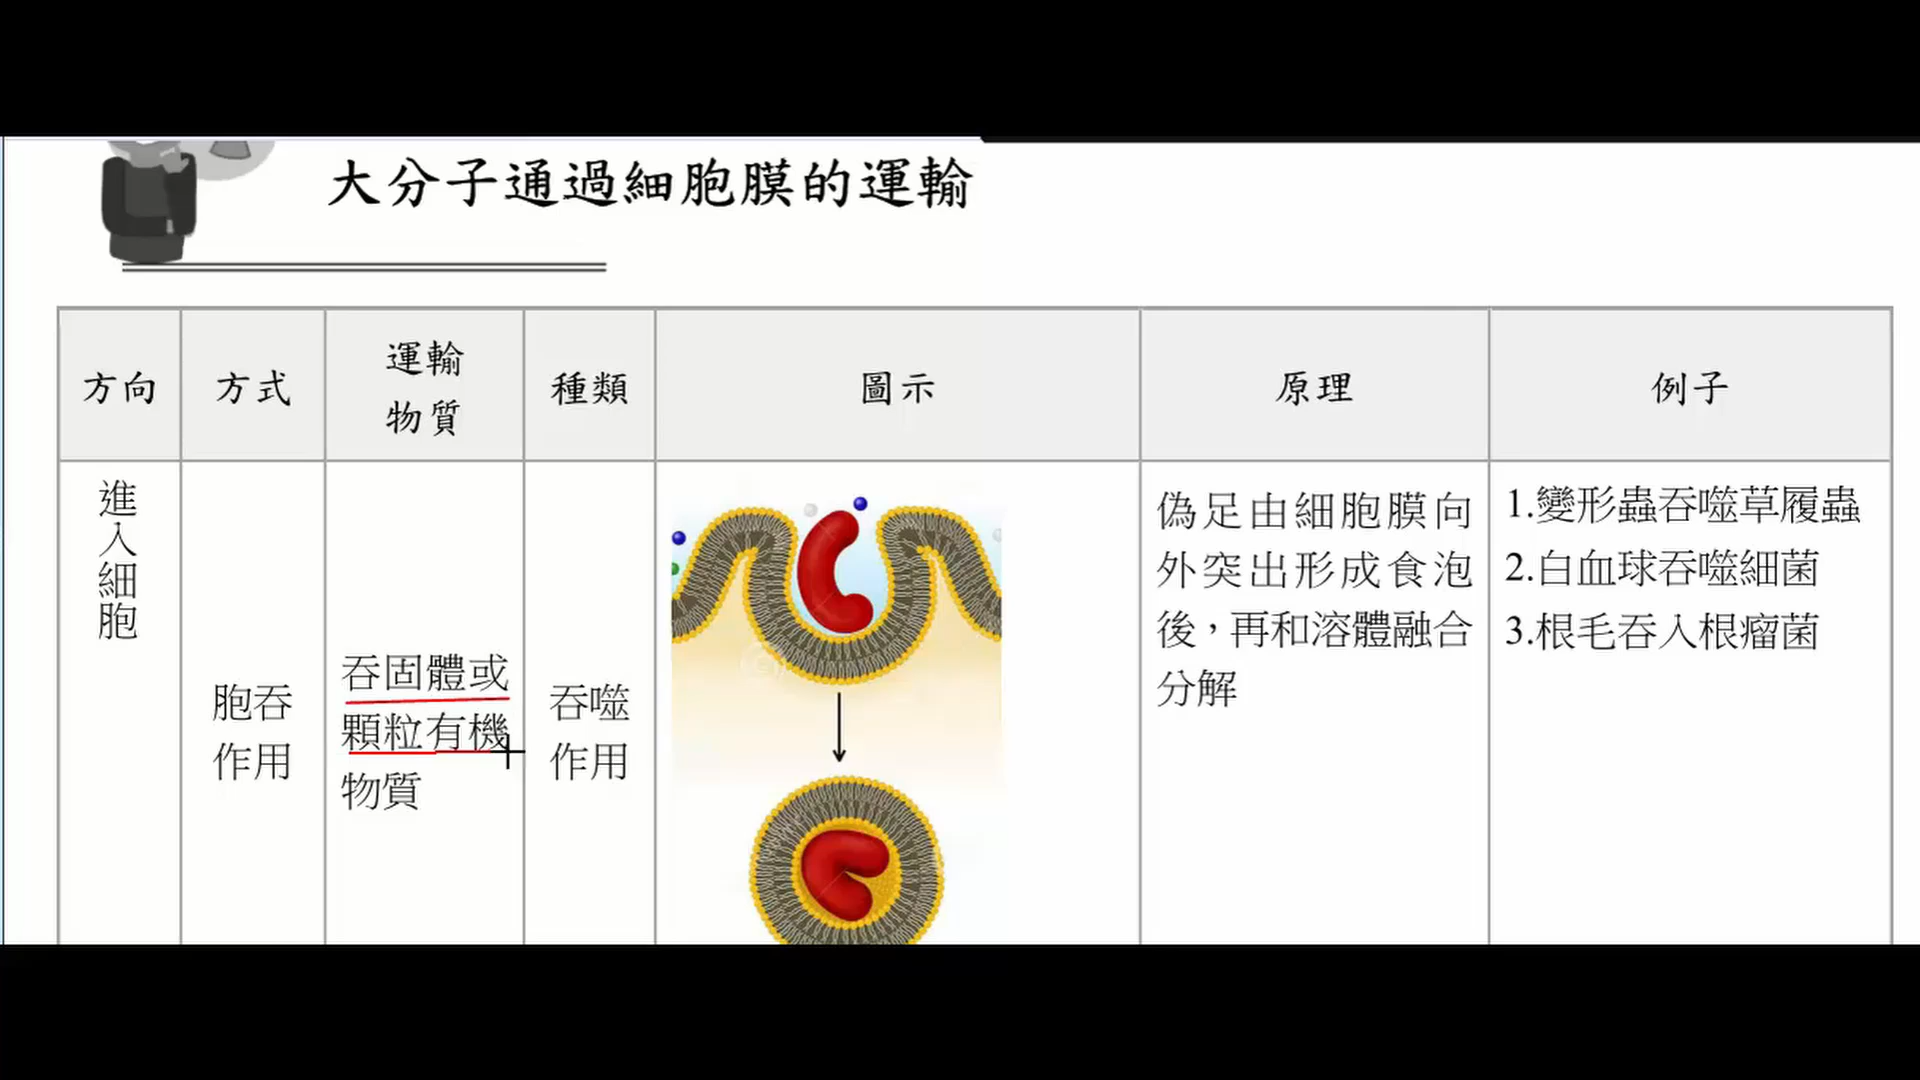 大分子通過細胞膜的運輸
方向
方式
運輸
物質
種類
圖示
原理
例子
進入細胞
胞吞
作用
吞固體或
顆粒有機
物質
吞噬
作用
偽足由細胞膜向
外突出形成食泡
後，再和溶體融合
分解
1.變形蟲吞噬草履蟲
2.白血球吞噬細菌
3.根毛吞入根瘤菌